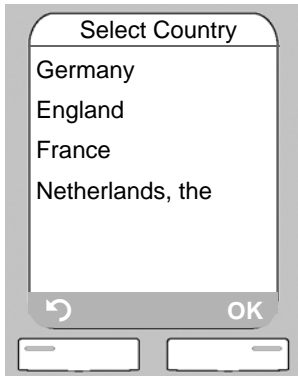 Select Country
Germany
England
France
Netherlands, the
OK